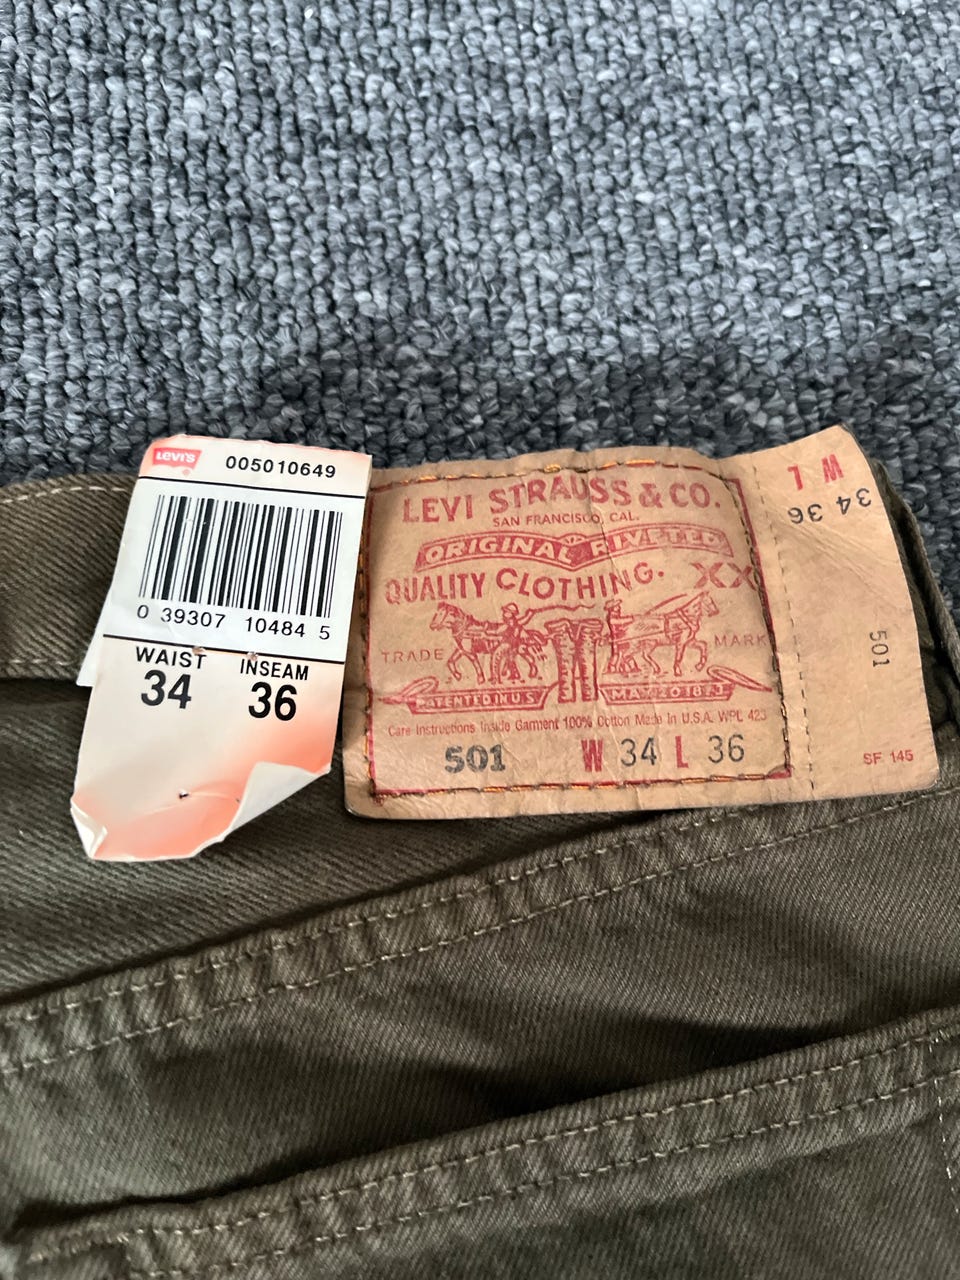 LEVI'S
005010649
0 39307 10484 5
WAIST INSEAM
34 36
LEVI STRAUSS & CO.
SAN FRANCISCO, CAL.
ORIGINAL RIVETED
QUALITY CLOTHING. XX
TRADE MARK
PATENTED IN U.S. MAY 20 1873
Care Instructions Inside Garment 100% Cotton Made in U.S.A. WPL 423
501 W 34 L 36
W L
34 36
501
SF 145